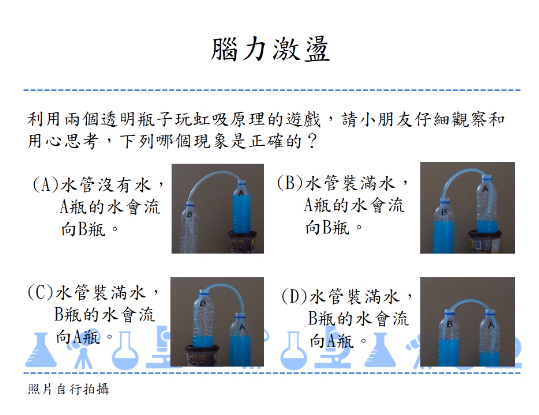 腦力激盪
利用兩個透明瓶子玩虹吸原理的遊戲，請小朋友仔細觀察和
用心思考，下列哪個現象是正確的？
(A)水管沒有水，
A瓶的水會流
向B瓶。
B
A
(B)水管裝滿水，
A瓶的水會流
向B瓶。
B
A
(C)水管裝滿水，
B瓶的水會流
向A瓶。
B
A
(D)水管裝滿水，
B瓶的水會流
向A瓶。
B
A
照片自行拍攝